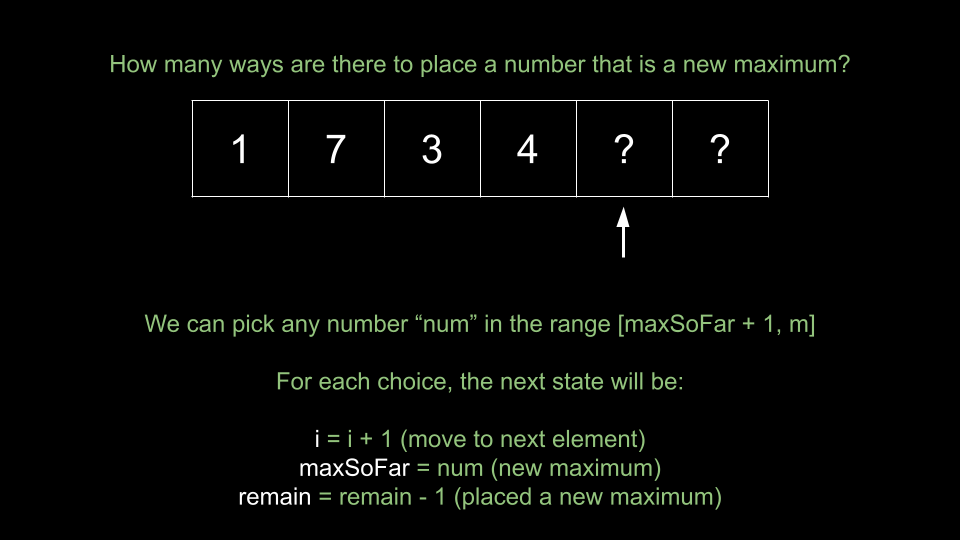 How many ways are there to place a number that is a new maximum?
1 7 3 4 ? ?
We can pick any number “num” in the range [maxSoFar + 1, m]
For each choice, the next state will be:
i = i + 1 (move to next element)
maxSoFar = num (new maximum)
remain = remain - 1 (placed a new maximum)